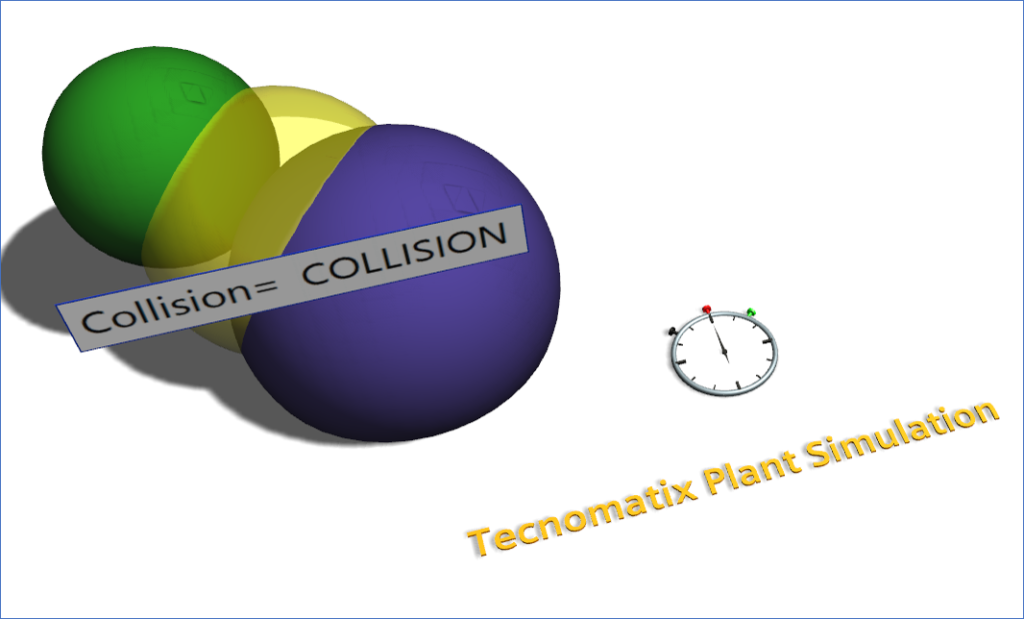 Collision= COLLISION
Tecnomatix Plant Simulation